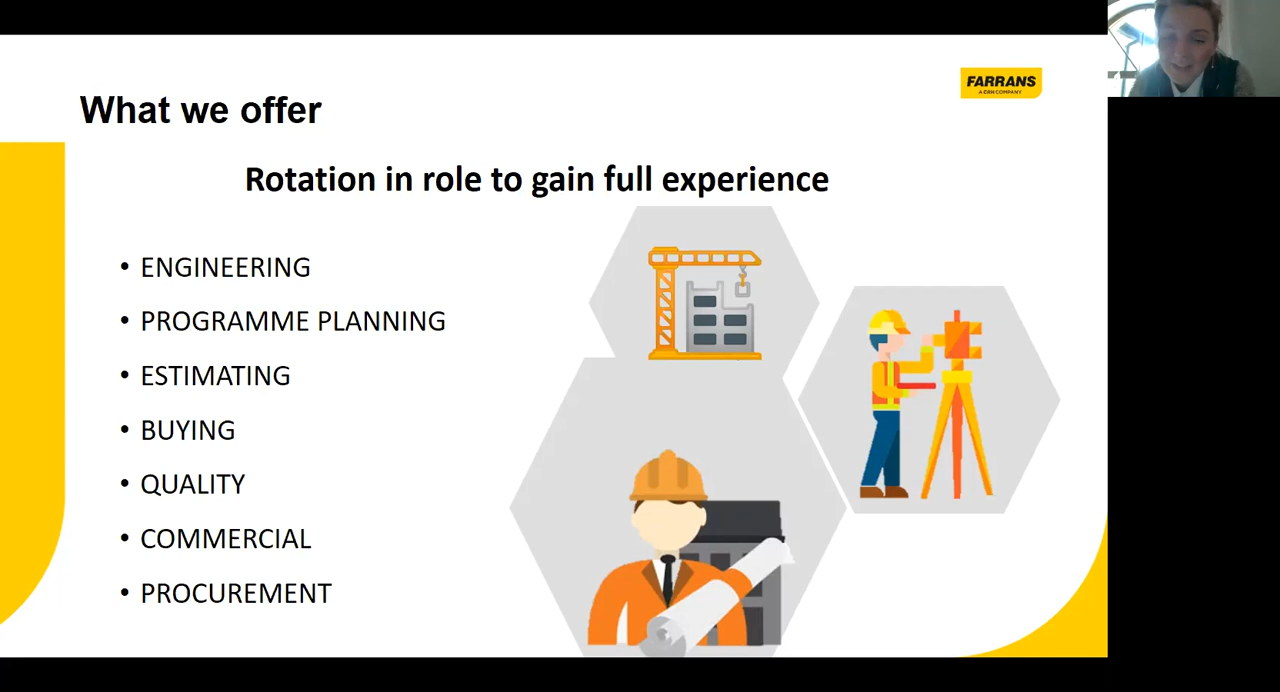 What we offer
FARRANS
A CRH COMPANY
Rotation in role to gain full experience
• ENGINEERING
• PROGRAMME PLANNING
• ESTIMATING
• BUYING
• QUALITY
• COMMERCIAL
• PROCUREMENT